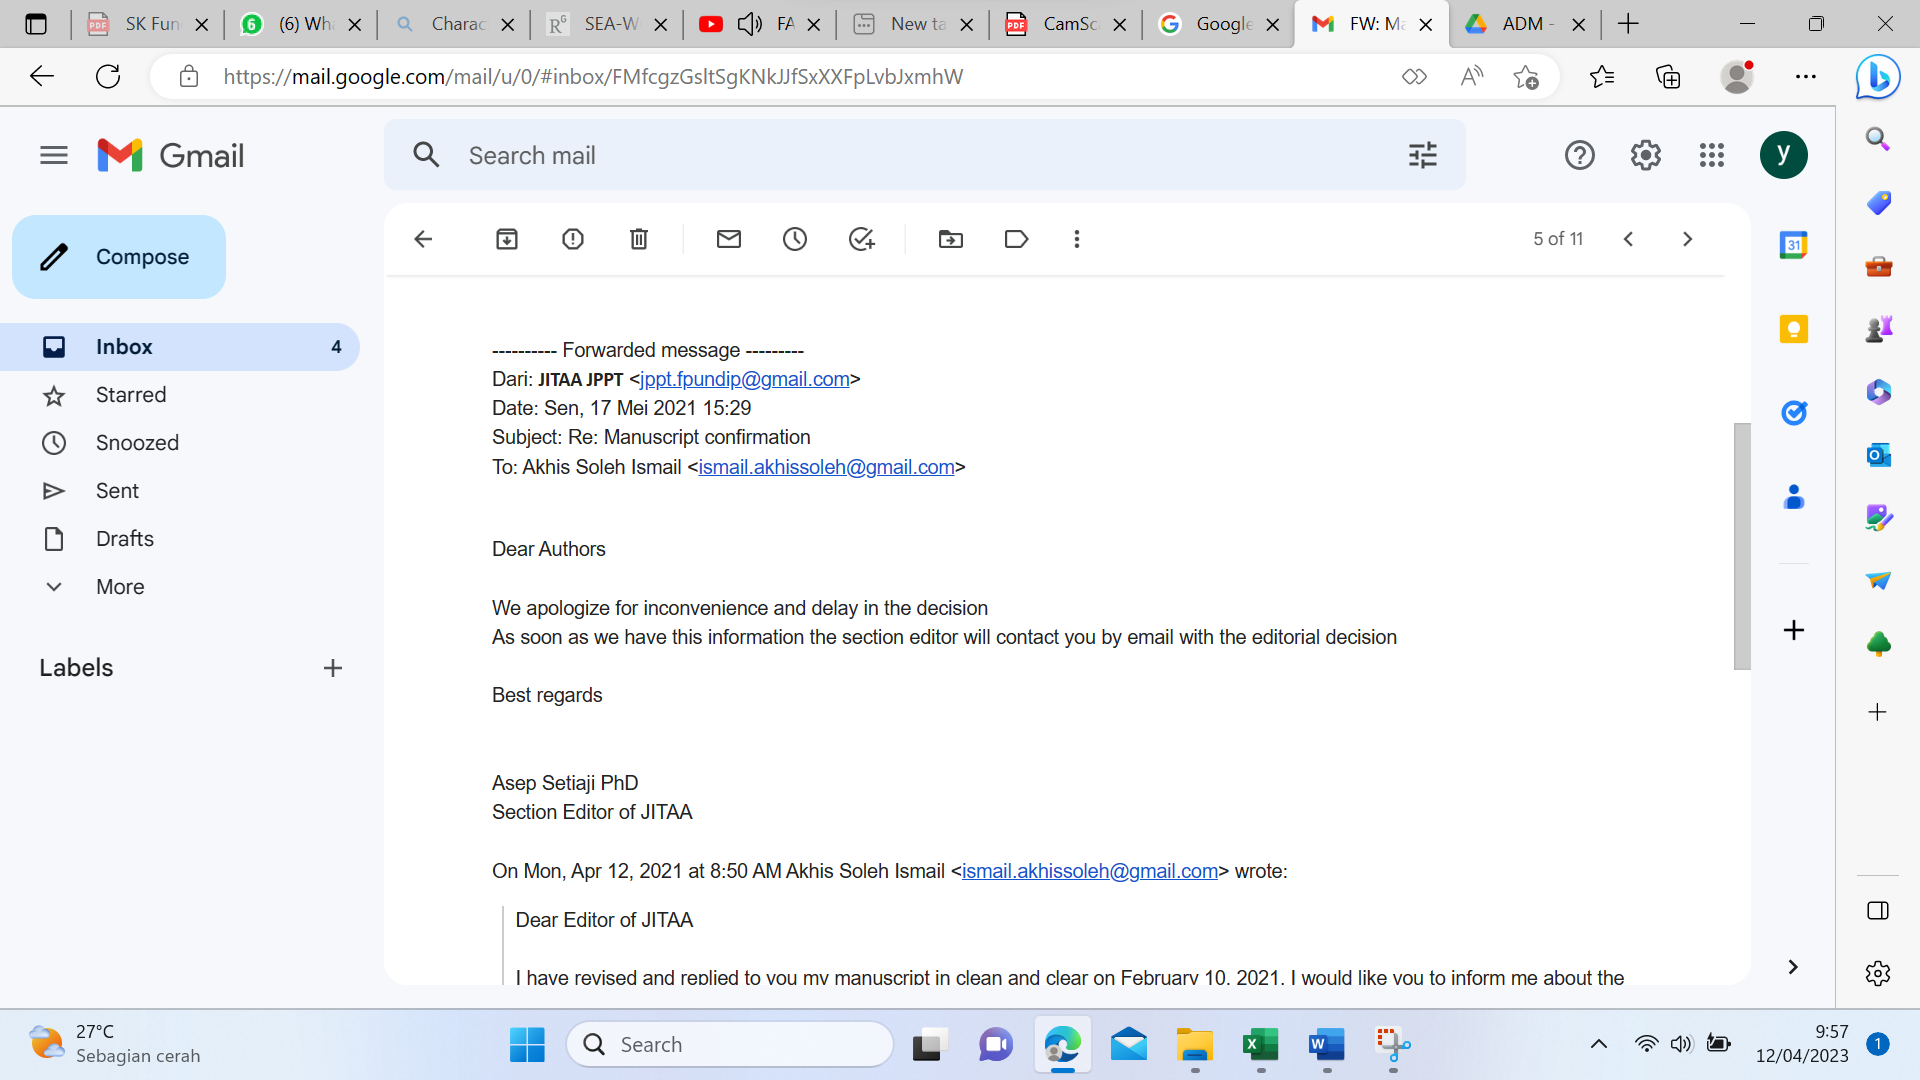 SK Fun
(6) Wh
Charac
SEA-W
FA
New ta
CamSc
Google
FW: Ma
ADM -
https://mail.google.com/mail/u/0/#inbox/FMfcgzGsltSgKNkJJfSxXXFpLvbJxmhW
Gmail
Search mail
y
Compose
5 of 11
Inbox 4
Starred
Snoozed
Sent
Drafts
More
Labels
---------- Forwarded message ---------
Dari: JITAA JPPT <jppt.fpundip@gmail.com>
Date: Sen, 17 Mei 2021 15:29
Subject: Re: Manuscript confirmation
To: Akhis Soleh Ismail <ismail.akhissoleh@gmail.com>
Dear Authors
We apologize for inconvenience and delay in the decision
As soon as we have this information the section editor will contact you by email with the editorial decision
Best regards
Asep Setiaji PhD
Section Editor of JITAA
On Mon, Apr 12, 2021 at 8:50 AM Akhis Soleh Ismail <ismail.akhissoleh@gmail.com> wrote:
Dear Editor of JITAA
I have revised and replied to you my manuscript in clean and clear on February 10, 2021. I would like you to inform me about the
31
27°C
Sebagian cerah
Search
9:57
12/04/2023
1